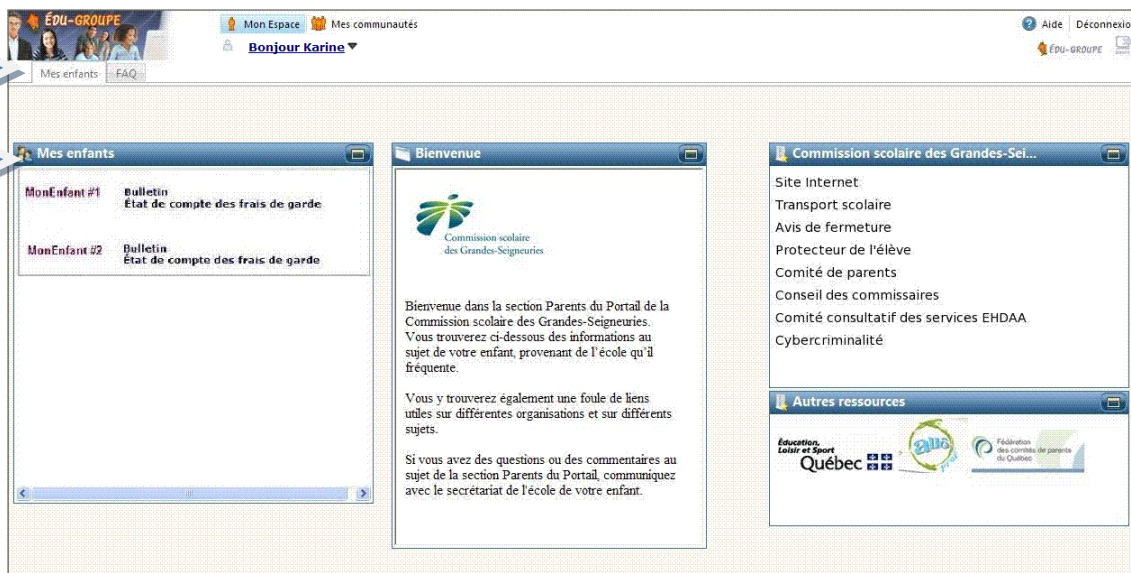 ÉDU-GROUPE
Mon Espace Mes communautés
Aide Déconnexio
Bonjour Karine
ÉDU-GROUPE
Mes enfants FAQ
Mes enfants
MonEnfant #1 Bulletin
État de compte des frais de garde
MonEnfant #2 Bulletin
État de compte des frais de garde
Bienvenue
Commission scolaire
des Grandes-Seigneuries
Bienvenue dans la section Parents du Portail de la
Commission scolaire des Grandes-Seigneuries.
Vous trouverez ci-dessous des informations au
sujet de votre enfant, provenant de l'école qu'il
fréquente.
Vous y trouverez également une foule de liens
utiles sur différentes organisations et sur différents
sujets.
Si vous avez des questions ou des commentaires au
sujet de la section Parents du Portail, communiquez
avec le secrétariat de l'école de votre enfant.
Commission scolaire des Grandes-Sei...
Site Internet
Transport scolaire
Avis de fermeture
Protecteur de l'élève
Comité de parents
Conseil des commissaires
Comité consultatif des services EHDAA
Cybercriminalité
Autres ressources
Éducation,
Loisir et Sport
Québec
allô
prof
Fédération
des comités de parents
du Québec